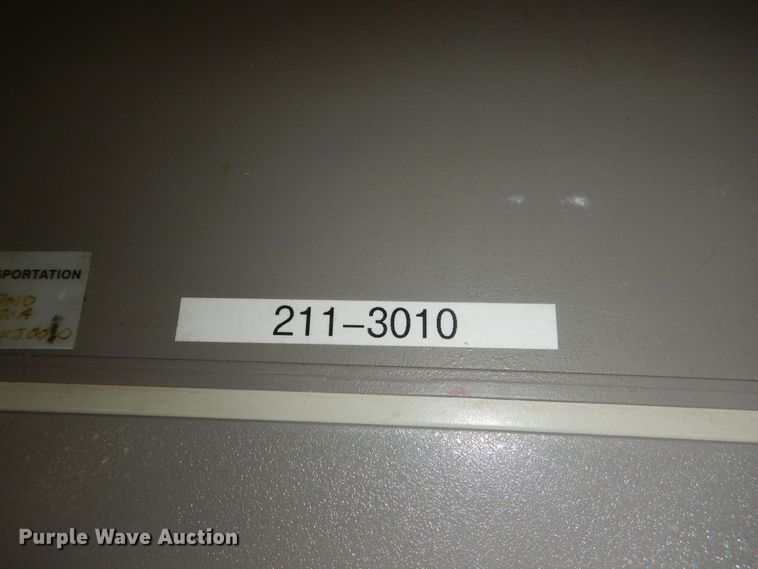 SPORTATION
211-3010
Purple Wave Auction